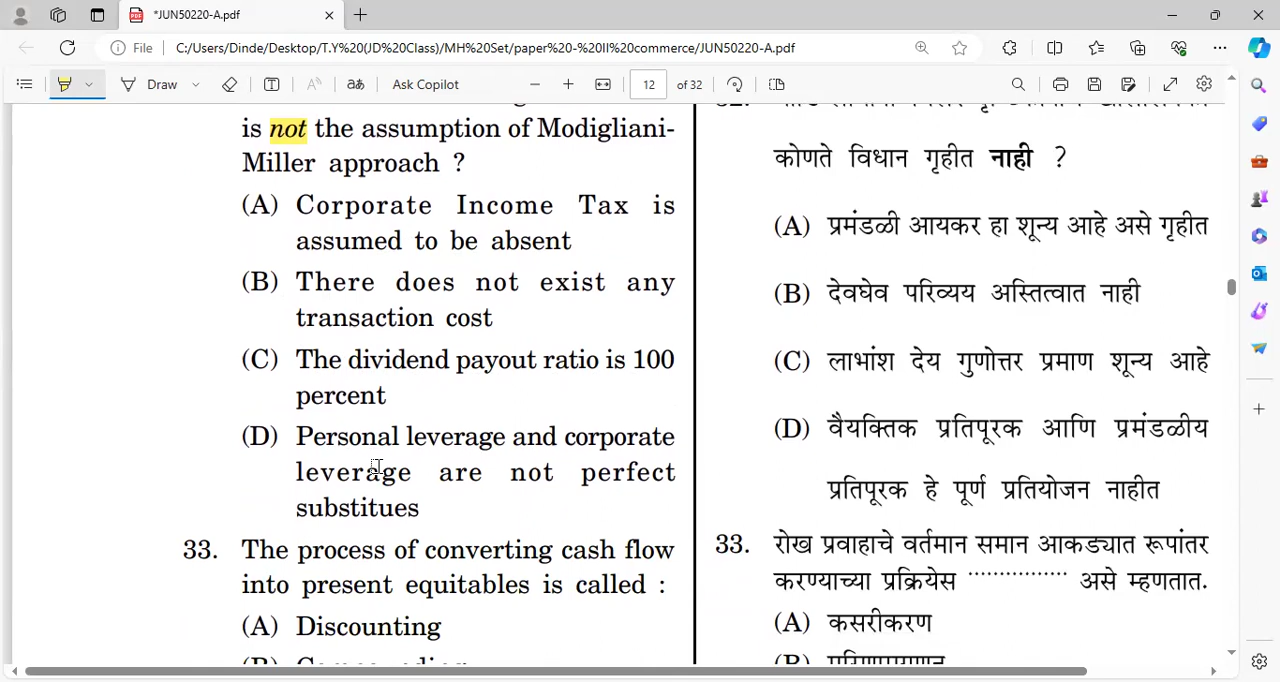 *JUN50220-A.pdf
File
C:/Users/Dinde/Desktop/T.Y%20(JD%20Class)/MH%20Set/paper%20-%20II%20commerce/JUN50220-A.pdf
Draw
Ask Copilot
12 of 32
is not the assumption of Modigliani-
Miller approach ?
(A) Corporate Income Tax is
assumed to be absent
(B) There does not exist any
transaction cost
(C) The dividend payout ratio is 100
percent
(D) Personal leverage and corporate
leverage are not perfect
substitues
33. The process of converting cash flow
into present equitables is called :
(A) Discounting
कोणते विधान गृहीत नाही ?
(A) प्रमंडळी आयकर हा शून्य आहे असे गृहीत
(B) देवघेव परिव्यय अस्तित्वात नाही
(C) लाभांश देय गुणोत्तर प्रमाण शून्य आहे
(D) वैयक्तिक प्रतिपूरक आणि प्रमंडळीय
प्रतिपूरक हे पूर्ण प्रतियोजन नाहीत
33. रोख प्रवाहाचे वर्तमान समान आकड्यात रूपांतर
करण्याच्या प्रक्रियेस ................ असे म्हणतात.
(A) कसरीकरण